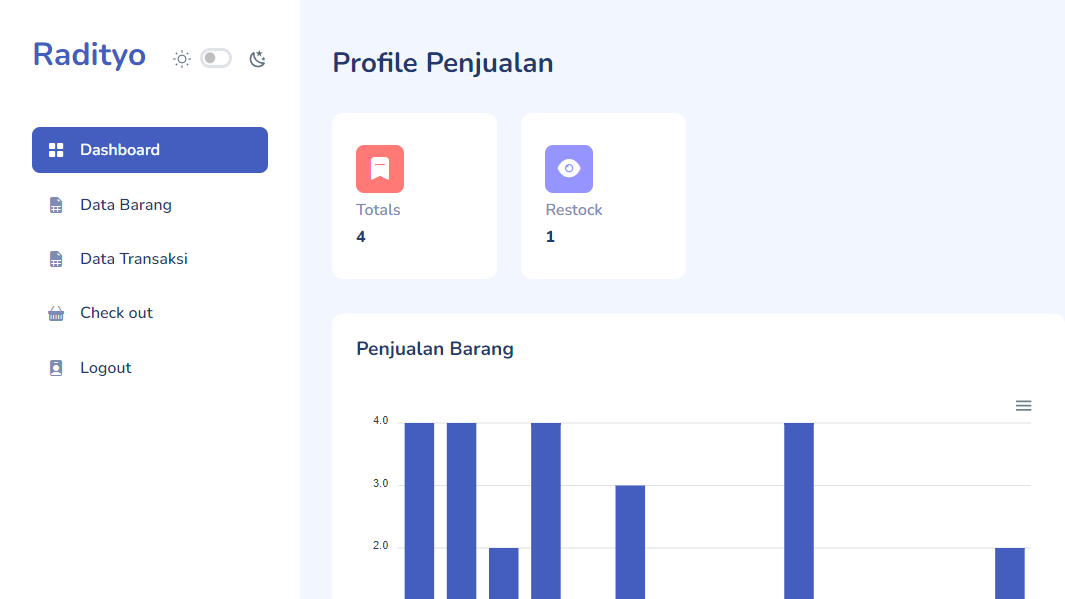 Radityo
Dashboard
Data Barang
Data Transaksi
Check out
Logout
Profile Penjualan
Totals
4
Restock
1
Penjualan Barang
4.0
3.0
2.0